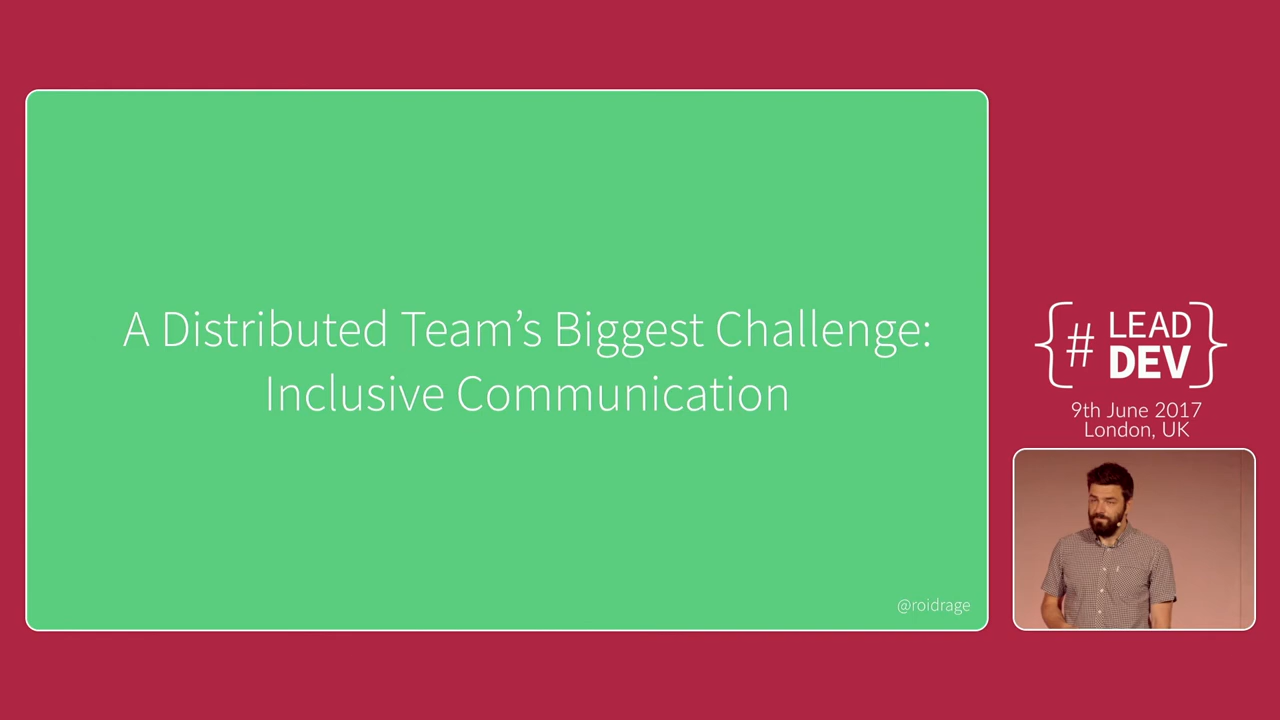 A Distributed Team’s Biggest Challenge:
Inclusive Communication
@roidrage
{ # LEAD DEV }
9th June 2017
London, UK